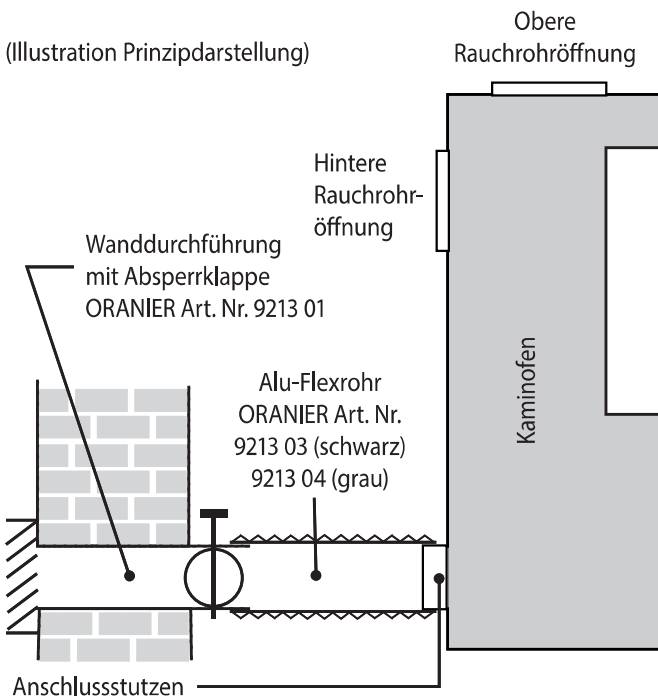 (Illustration Prinzipdarstellung)
Obere
Rauchrohröffnung
Hintere
Rauchrohr-
öffnung
Wanddurchführung
mit Absperrklappe
ORANIER Art. Nr. 9213 01
Alu-Flexrohr
ORANIER Art. Nr.
9213 03 (schwarz)
9213 04 (grau)
Kaminofen
Anschlussstutzen